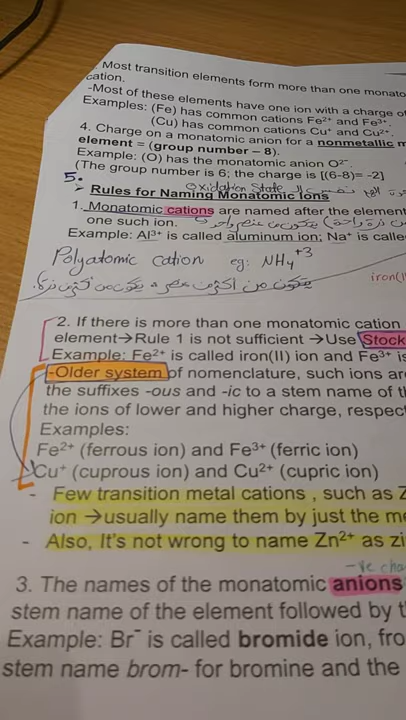 . Most transition elements form more than one monato
cation.
-Most of these elements have one ion with a charge of
Examples: (Fe) has common cations Fe²⁺ and Fe³⁺.
(Cu) has common cations Cu⁺ and Cu²⁺.
4. Charge on a monatomic anion for a nonmetallic m
element = (group number – 8).
Example: (O) has the monatomic anion O²⁻.
(The group number is 6; the charge is [(6-8)= -2]
5.
Oxidation State
➢ Rules for Naming Monatomic Ions
1. Monatomic cations are named after the element
one such ion.
Example: Al³⁺ is called aluminum ion; Na⁺ is calle
Polyatomic cation eg: NH₄⁺³
يتكون من اكثر من عنصر
iron(I
2. If there is more than one monatomic cation
element→Rule 1 is not sufficient →Use Stock
Example: Fe²⁺ is called iron(II) ion and Fe³⁺ is
-Older system of nomenclature, such ions are
the suffixes -ous and -ic to a stem name of t
the ions of lower and higher charge, respec
Examples:
Fe²⁺ (ferrous ion) and Fe³⁺ (ferric ion)
Cu⁺ (cuprous ion) and Cu²⁺ (cupric ion)
- Few transition metal cations , such as Z
ion →usually name them by just the me
- Also, It's not wrong to name Zn²⁺ as zi
-ve cha
3. The names of the monatomic anions
stem name of the element followed by t
Example: Br⁻ is called bromide ion, fro
stem name brom- for bromine and the